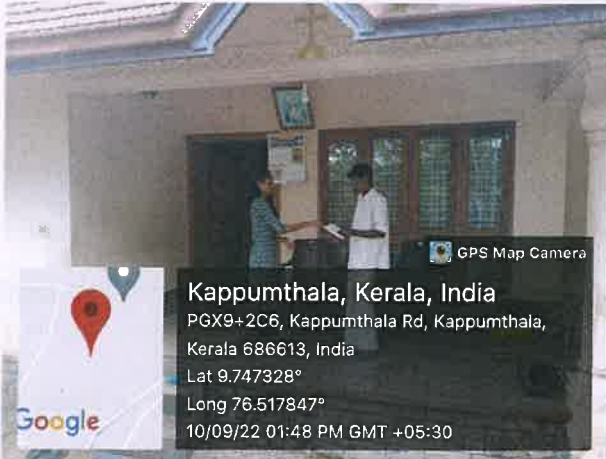 GPS Map Camera
Kappumthala, Kerala, India
PGX9+2C6, Kappumthala Rd, Kappumthala,
Kerala 686613, India
Lat 9.747328°
Long 76.517847°
10/09/22 01:48 PM GMT +05:30
Google